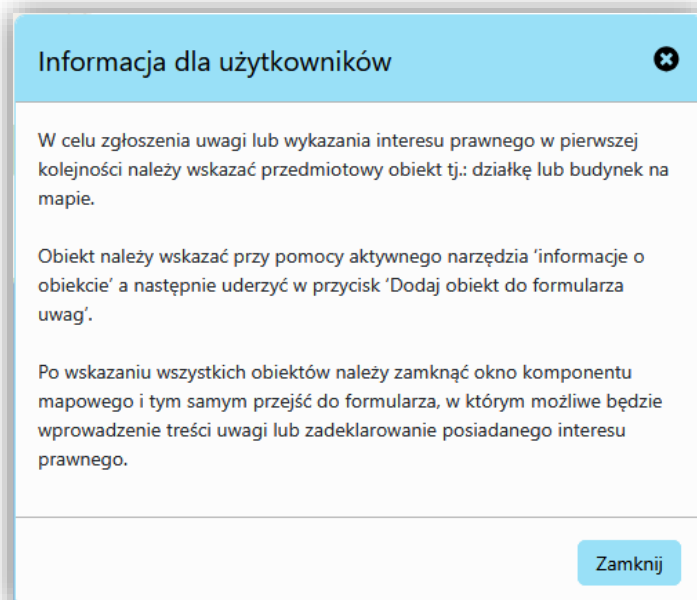 Informacja dla użytkowników
W celu zgłoszenia uwagi lub wykazania interesu prawnego w pierwszej
kolejności należy wskazać przedmiotowy obiekt tj.: działkę lub budynek na
mapie.
Obiekt należy wskazać przy pomocy aktywnego narzędzia 'informacje o
obiekcie' a następnie uderzyć w przycisk 'Dodaj obiekt do formularza
uwag'.
Po wskazaniu wszystkich obiektów należy zamknąć okno komponentu
mapowego i tym samym przejść do formularza, w którym możliwe będzie
wprowadzenie treści uwagi lub zadeklarowanie posiadanego interesu
prawnego.
Zamknij